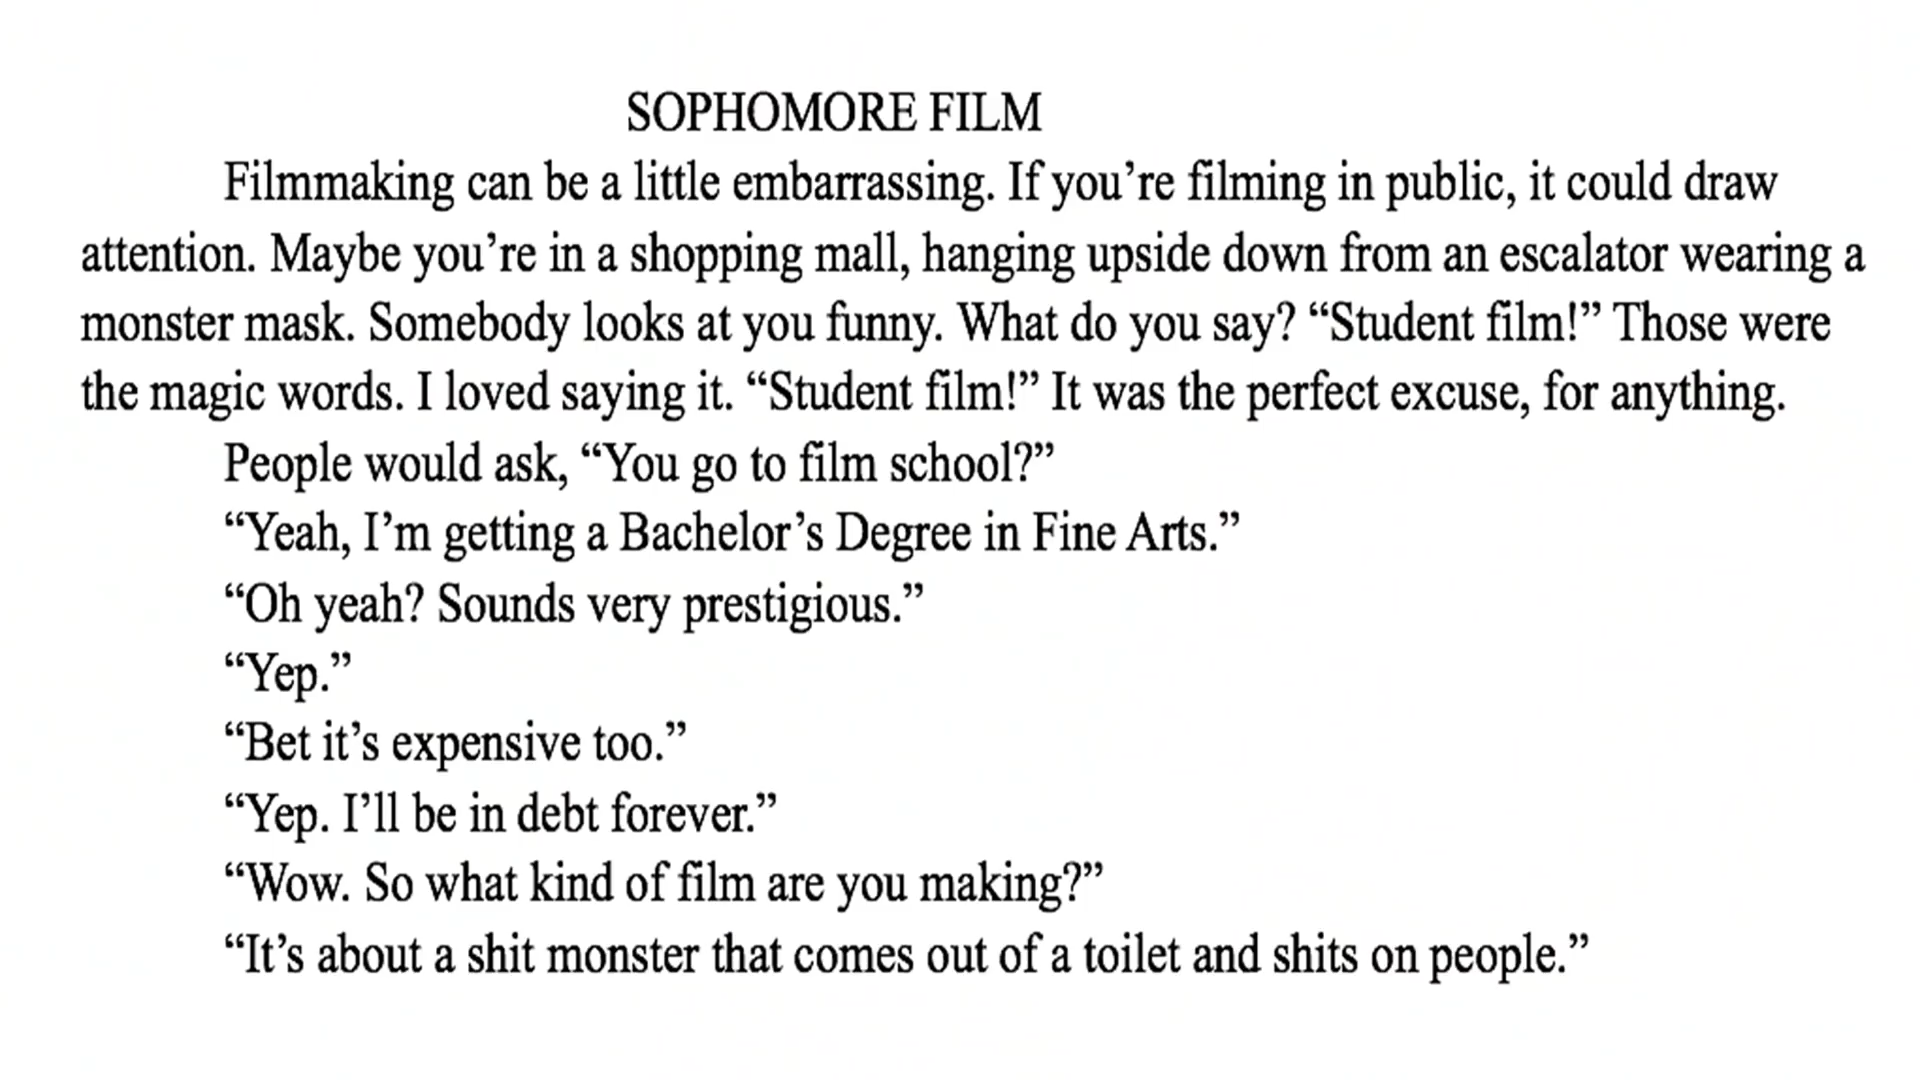 SOPHOMORE FILM
Filmmaking can be a little embarrassing. If you’re filming in public, it could draw
attention. Maybe you’re in a shopping mall, hanging upside down from an escalator wearing a
monster mask. Somebody looks at you funny. What do you say? “Student film!” Those were
the magic words. I loved saying it. “Student film!” It was the perfect excuse, for anything.
People would ask, “You go to film school?”
“Yeah, I’m getting a Bachelor’s Degree in Fine Arts.”
“Oh yeah? Sounds very prestigious.”
“Yep.”
“Bet it’s expensive too.”
“Yep. I’ll be in debt forever.”
“Wow. So what kind of film are you making?”
“It’s about a shit monster that comes out of a toilet and shits on people.”